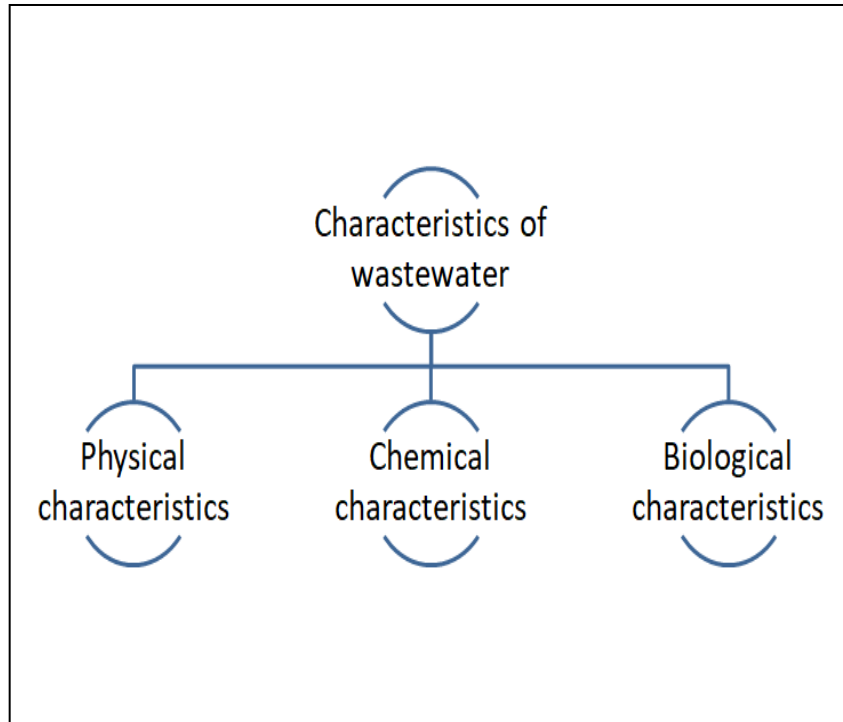 Characteristics of
wastewater
Physical
characteristics
Chemical
characteristics
Biological
characteristics